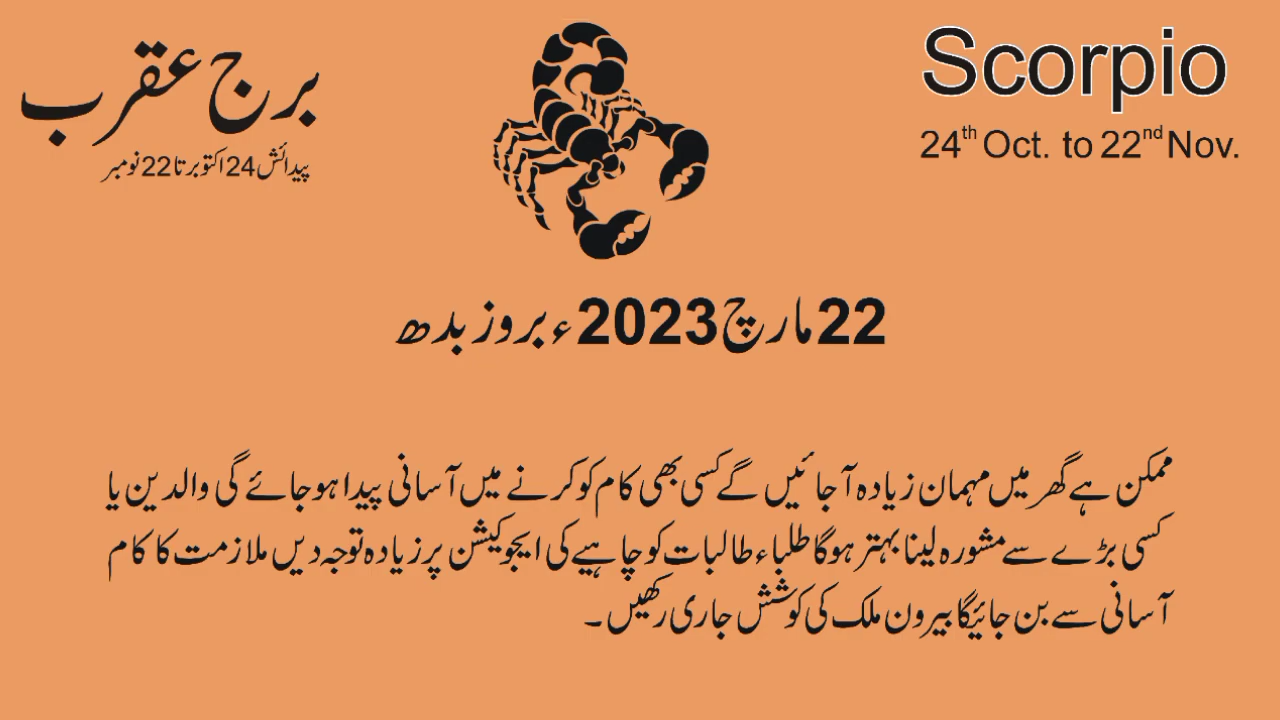 برج عقرب
پیدائش 24 اکتوبر تا 22 نومبر
Scorpio
24th Oct. to 22nd Nov.
22 مارچ 2023ء بروز بدھ
ممکن ہے گھر میں مہمان زیادہ آجائیں گے کسی بھی کام کو کرنے میں آسانی پیدا ہو جائے گی والدین یا
کسی بڑے سے مشورہ لینا بہتر ہوگا طلباء طالبات کو چاہیے کی ایجوکیشن پر زیادہ توجہ دیں ملازمت کا کام
آسانی سے بن جائیگا بیرون ملک کی کوشش جاری رکھیں۔